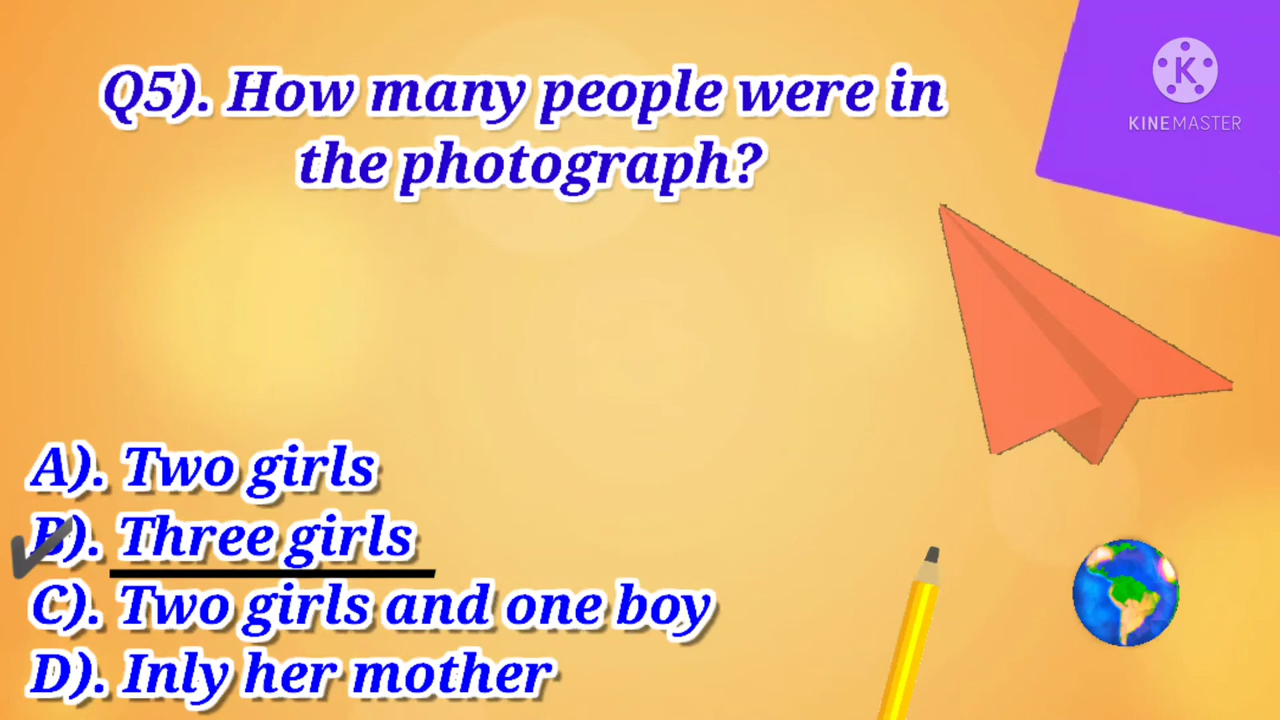 Q5). How many people were in
the photograph?
KINEMASTER
A). Two girls
B). Three girls
C). Two girls and one boy
D). Inly her mother